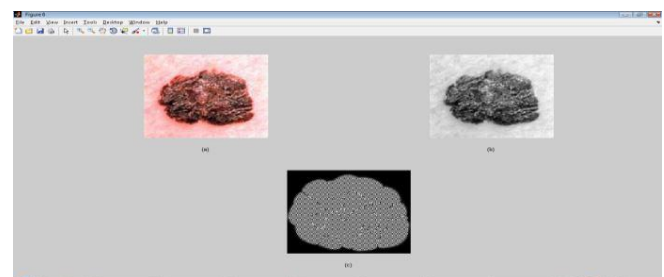 Figure 6
File Edit View Insert Tools Desktop Window Help
(a)
(b)
(c)